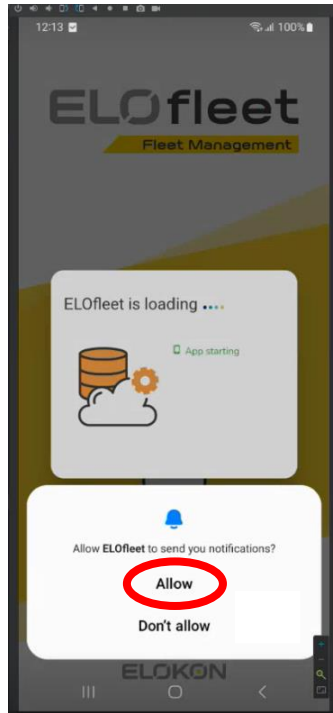 12:13
100%
ELOfleet
Fleet Management
ELOfleet is loading
App starting
Allow ELOfleet to send you notifications?
Allow
Don't allow
ELOKON